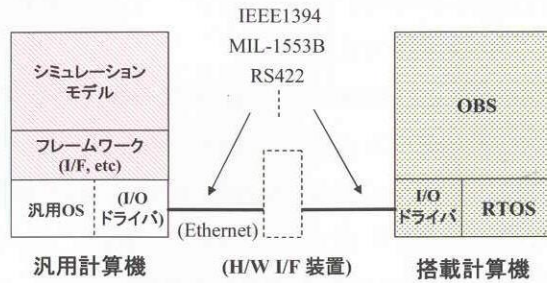 IEEE1394
MIL-1553B
RS422
シミュレーション
モデル
フレームワーク
(I/F, etc)
汎用OS
(I/O
ドライバ)
(Ethernet)
OBS
I/O
ドライバ
RTOS
汎用計算機
(H/W I/F 装置)
搭載計算機